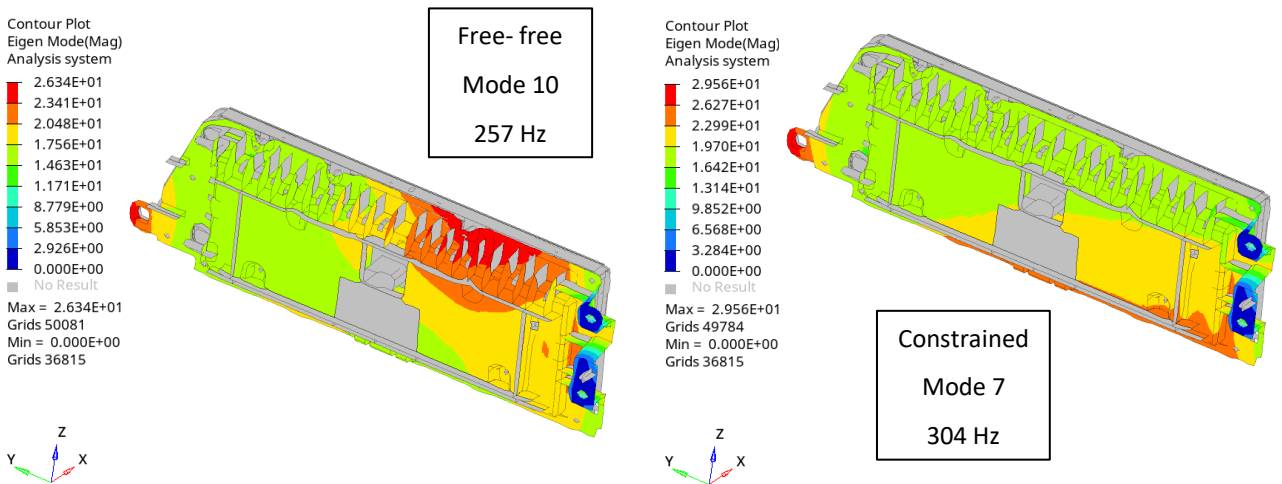 Contour Plot
Eigen Mode(Mag)
Analysis system
2.634E+01
2.341E+01
2.048E+01
1.756E+01
1.463E+01
1.171E+01
8.779E+00
5.853E+00
2.926E+00
0.000E+00
No Result
Max = 2.634E+01
Grids 50081
Min = 0.000E+00
Grids 36815
Free- free
Mode 10
257 Hz
Z
Y
X
Contour Plot
Eigen Mode(Mag)
Analysis system
2.956E+01
2.627E+01
2.299E+01
1.970E+01
1.642E+01
1.314E+01
9.852E+00
6.568E+00
3.284E+00
0.000E+00
No Result
Max = 2.956E+01
Grids 49784
Min = 0.000E+00
Grids 36815
Constrained
Mode 7
304 Hz
Z
Y
X